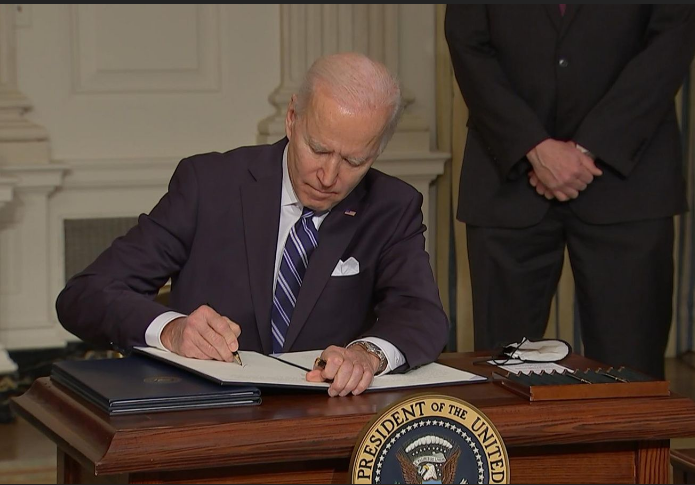 PRESIDENT OF THE UNITED